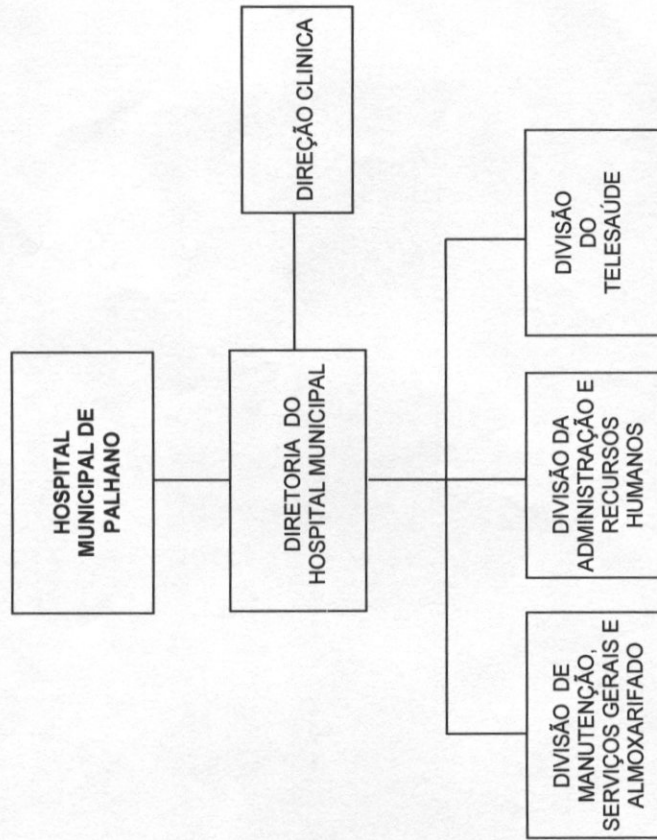 HOSPITAL
MUNICIPAL DE
PALHANO
DIRETORIA DO
HOSPITAL MUNICIPAL
DIREÇÃO CLINICA
DIVISÃO DE
MANUTENÇÃO,
SERVIÇOS GERAIS E
ALMOXARIFADO
DIVISÃO DA
ADMINISTRAÇÃO E
RECURSOS
HUMANOS
DIVISÃO
DO
TELESAÚDE